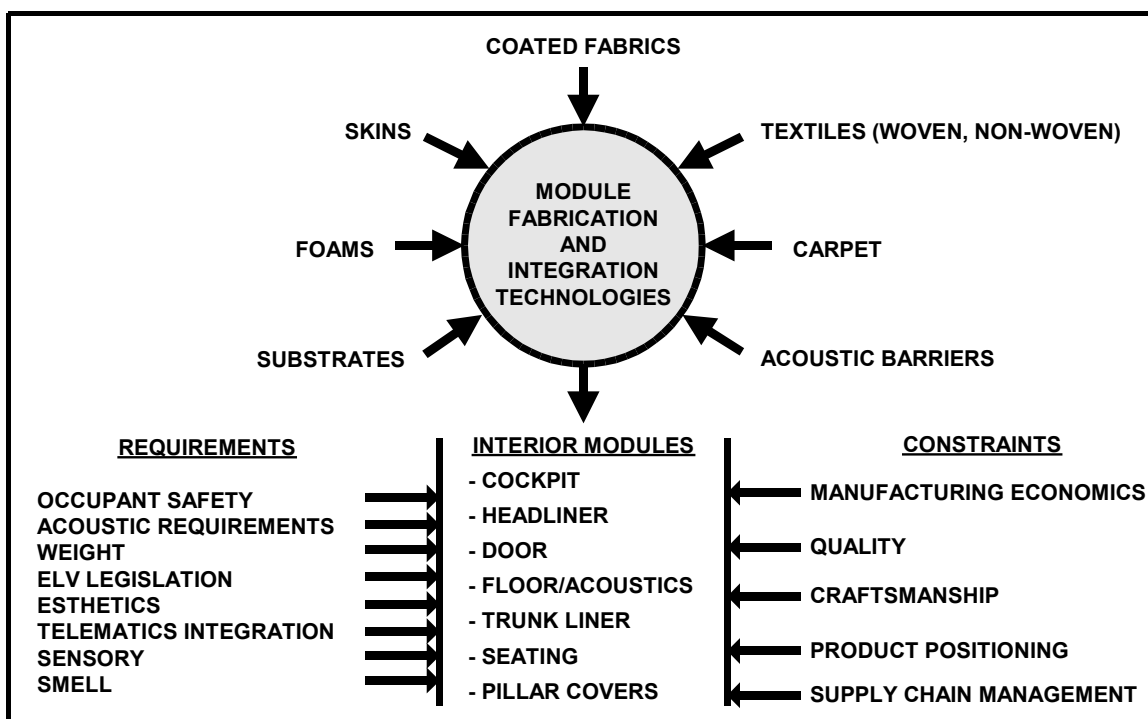 COATED FABRICS
SKINS
TEXTILES (WOVEN, NON-WOVEN)
MODULE
FABRICATION
AND
INTEGRATION
TECHNOLOGIES
FOAMS
CARPET
SUBSTRATES
ACOUSTIC BARRIERS
REQUIREMENTS
OCCUPANT SAFETY
ACOUSTIC REQUIREMENTS
WEIGHT
ELV LEGISLATION
ESTHETICS
TELEMATICS INTEGRATION
SENSORY
SMELL
INTERIOR MODULES
- COCKPIT
- HEADLINER
- DOOR
- FLOOR/ACOUSTICS
- TRUNK LINER
- SEATING
- PILLAR COVERS
CONSTRAINTS
MANUFACTURING ECONOMICS
QUALITY
CRAFTSMANSHIP
PRODUCT POSITIONING
SUPPLY CHAIN MANAGEMENT